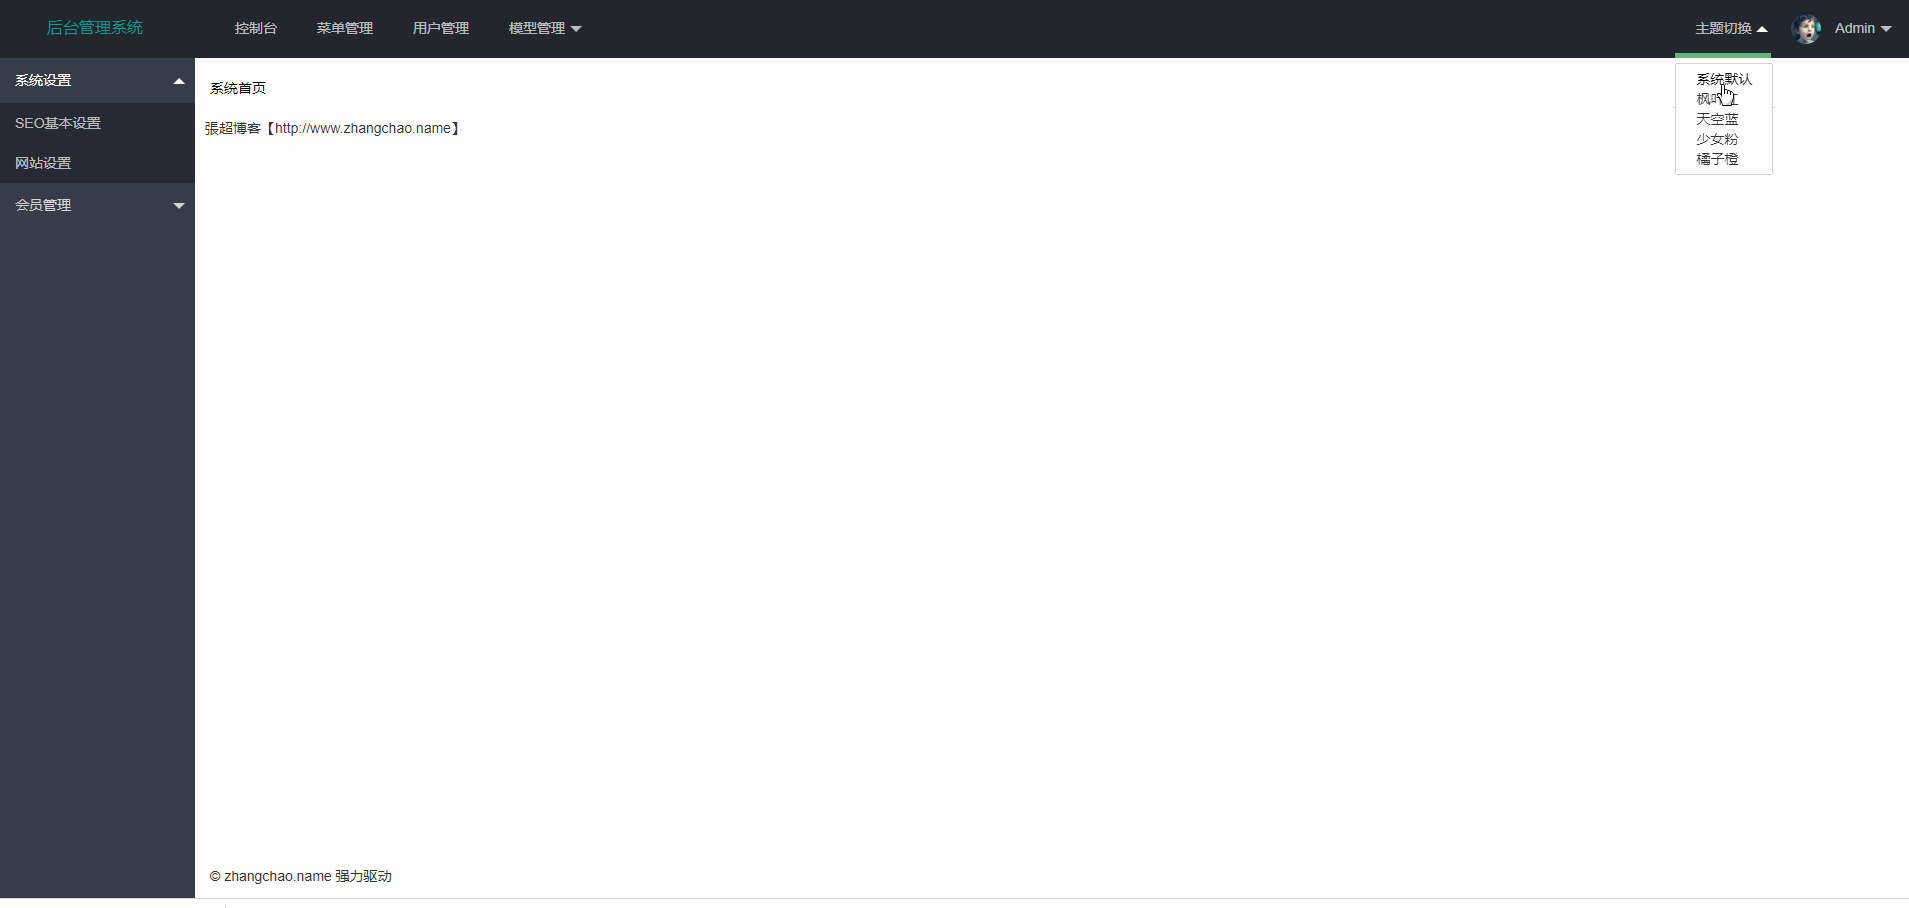 后台管理系统 控制台 菜单管理 用户管理 模型管理 主题切换 Admin
系统设置
SEO基本设置
网站设置
会员管理
系统首页
張超博客【http://www.zhangchao.name】
系统默认
天空蓝
少女粉
橘子橙
© zhangchao.name 强力驱动